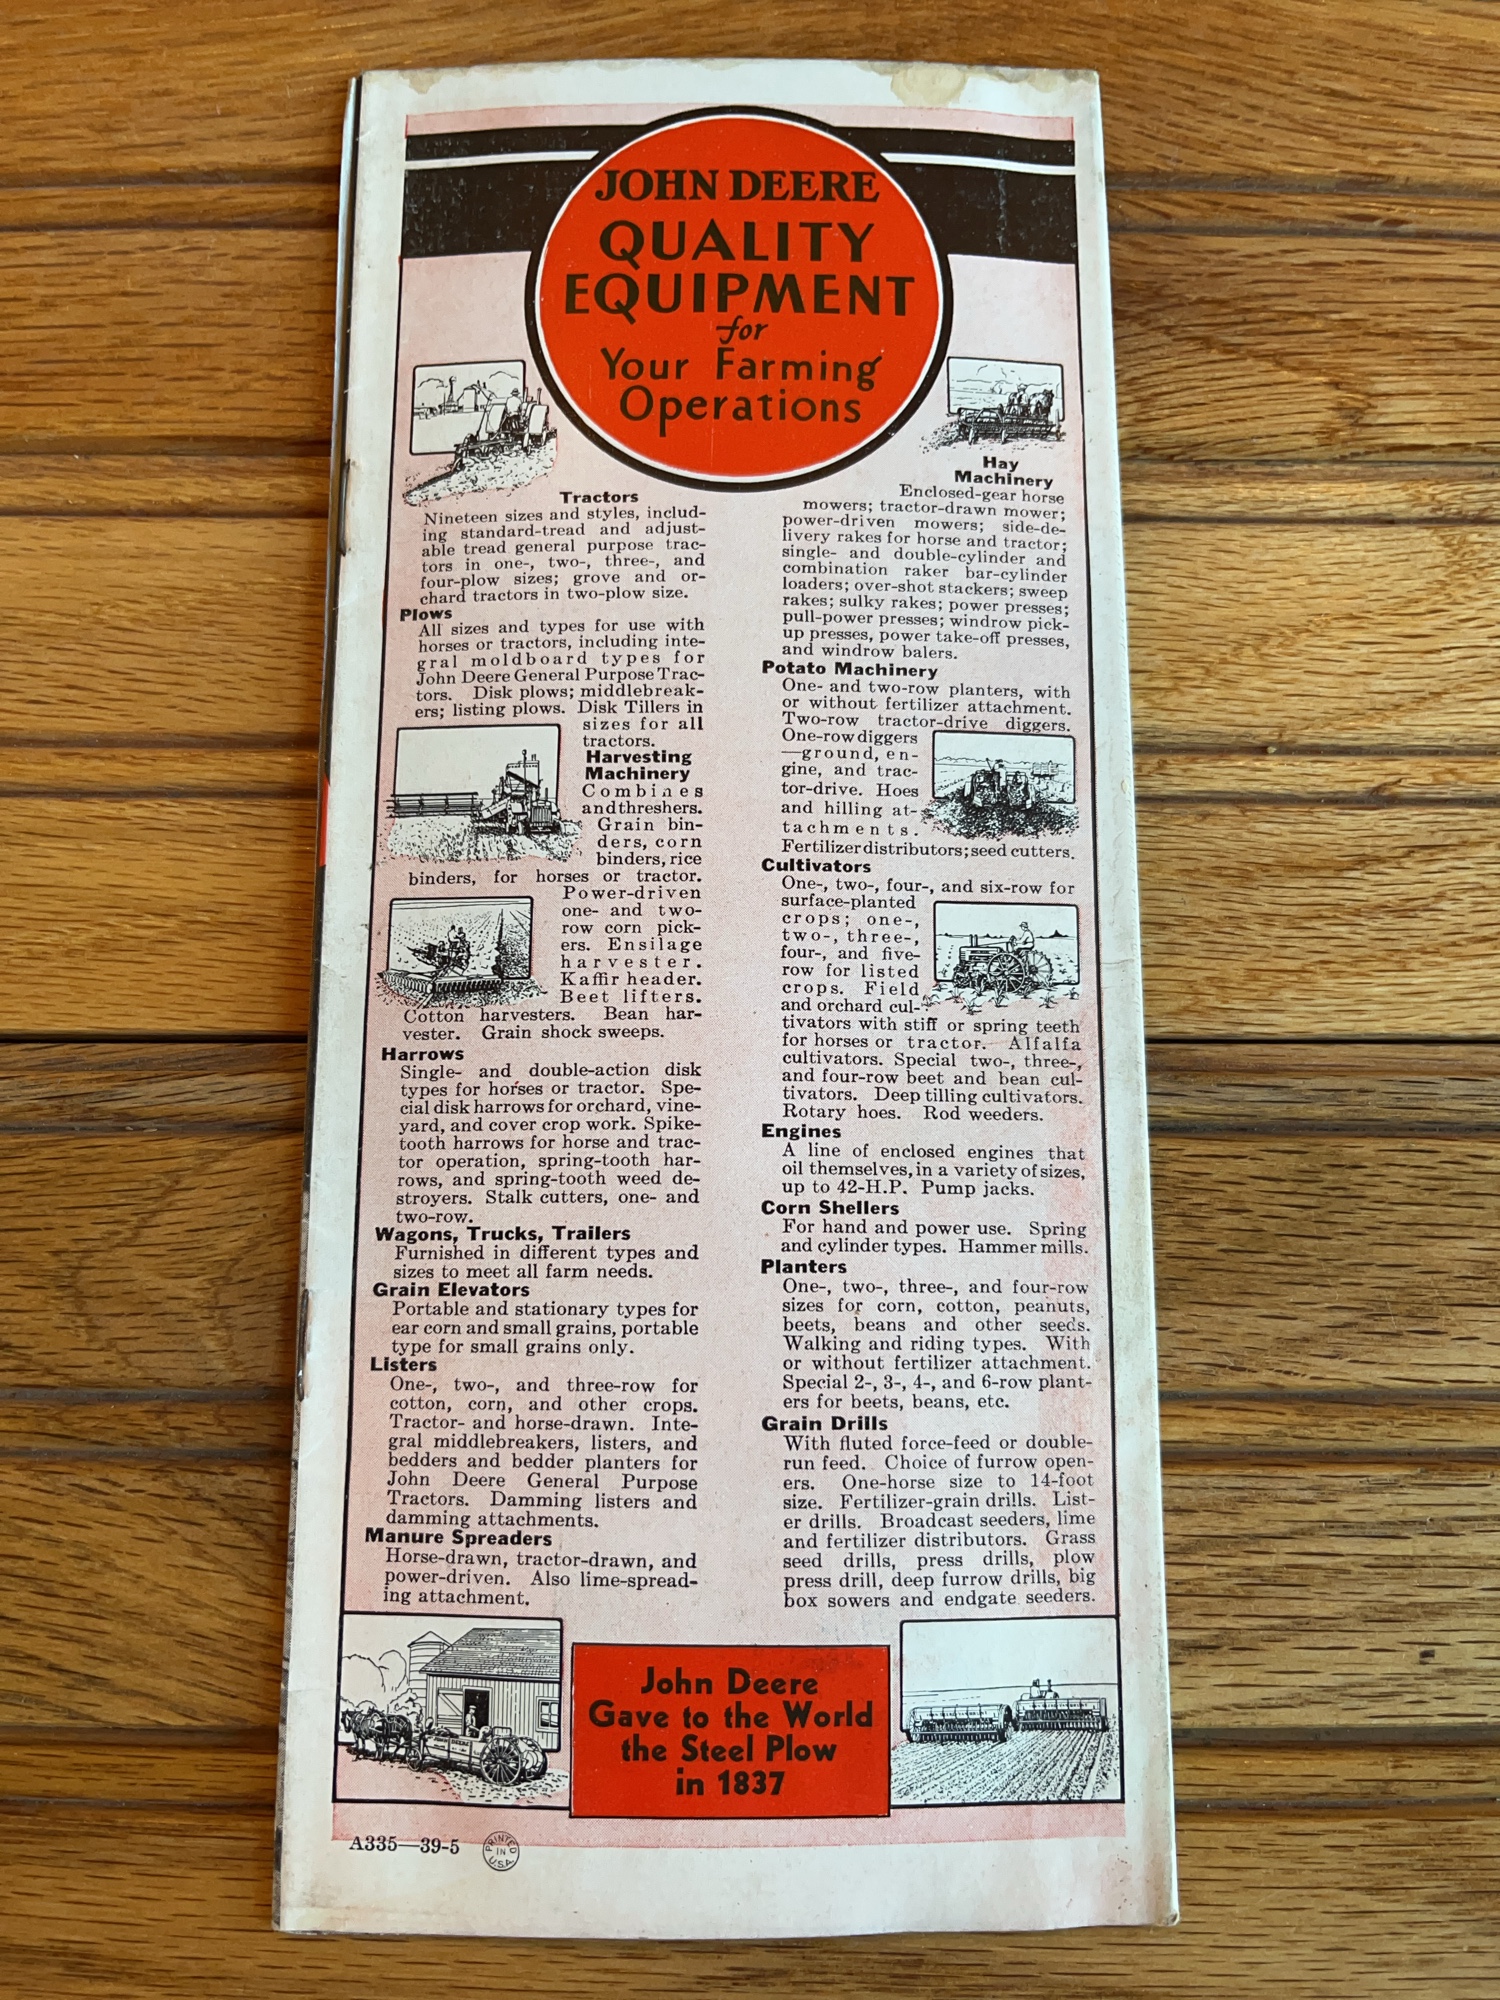 JOHN DEERE
QUALITY
EQUIPMENT
for
Your Farming
Operations
Tractors
Nineteen sizes and styles, includ-
ing standard-tread and adjust-
able tread general purpose trac-
tors in one-, two-, three-, and
four-plow sizes; grove and or-
chard tractors in two-plow size.
Plows
All sizes and types for use with
horses or tractors, including inte-
gral moldboard types for
John Deere General Purpose Trac-
tors. Disk plows; middlebreak-
ers; listing plows. Disk Tillers in
sizes for all
tractors.
Harvesting
Machinery
Combines
and threshers.
Grain bin-
ders, corn
binders, rice
binders, for horses or tractor.
Power-driven
one- and two-
row corn pick-
ers. Ensilage
harvester.
Kaffir header.
Beet lifters.
Cotton harvesters. Bean har-
vester. Grain shock sweeps.
Harrows
Single- and double-action disk
types for horses or tractor. Spe-
cial disk harrows for orchard, vine-
yard, and cover crop work. Spike-
tooth harrows for horse and trac-
tor operation, spring-tooth har-
rows, and spring-tooth weed de-
stroyers. Stalk cutters, one- and
two-row.
Wagons, Trucks, Trailers
Furnished in different types and
sizes to meet all farm needs.
Grain Elevators
Portable and stationary types for
ear corn and small grains, portable
type for small grains only.
Listers
One-, two-, and three-row for
cotton, corn, and other crops.
Tractor- and horse-drawn. Inte-
gral middlebreakers, listers, and
bedders and bedder planters for
John Deere General Purpose
Tractors. Damming listers and
damming attachments.
Manure Spreaders
Horse-drawn, tractor-drawn, and
power-driven. Also lime-spread-
ing attachment.
Hay
Machinery
Enclosed-gear horse
mowers; tractor-drawn mower;
power-driven mowers; side-de-
livery rakes for horse and tractor;
single- and double-cylinder and
combination raker bar-cylinder
loaders; over-shot stackers; sweep
rakes; sulky rakes; power presses;
pull-power presses; windrow pick-
up presses, power take-off presses,
and windrow balers.
Potato Machinery
One- and two-row planters, with
or without fertilizer attachment.
Two-row tractor-drive diggers.
One-row diggers
—ground, en-
gine, and trac-
tor-drive. Hoes
and hilling at-
tachments.
Fertilizer distributors; seed cutters.
Cultivators
One-, two-, four-, and six-row for
surface-planted
crops; one-,
two-, three-,
four-, and five-
row for listed
crops. Field
and orchard cul-
tivators with stiff or spring teeth
for horses or tractor. Alfalfa
cultivators. Special two-, three-,
and four-row beet and bean cul-
tivators. Deep tilling cultivators.
Rotary hoes. Rod weeders.
Engines
A line of enclosed engines that
oil themselves, in a variety of sizes,
up to 42-H.P. Pump jacks.
Corn Shellers
For hand and power use. Spring
and cylinder types. Hammer mills.
Planters
One-, two-, three-, and four-row
sizes for corn, cotton, peanuts,
beets, beans and other seeds.
Walking and riding types. With
or without fertilizer attachment.
Special 2-, 3-, 4-, and 6-row plant-
ers for beets, beans, etc.
Grain Drills
With fluted force-feed or double-
run feed. Choice of furrow open-
ers. One-horse size to 14-foot
size. Fertilizer-grain drills. List-
er drills. Broadcast seeders, lime
and fertilizer distributors. Grass
seed drills, press drills, plow
press drill, deep furrow drills, big
box sowers and endgate seeders.
JOHN DEERE
John Deere
Gave to the World
the Steel Plow
in 1837
A335—39-5
PRINTED
IN
U.S.A.